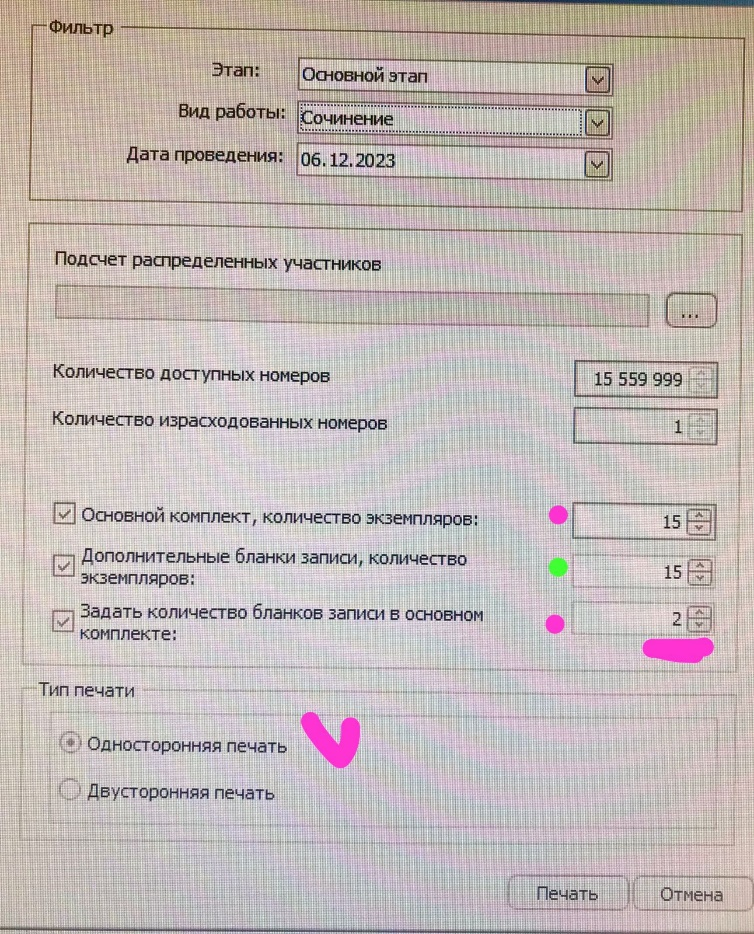 Фильтр
Этап: Основной этап
Вид работы: Сочинение
Дата проведения: 06.12.2023
Подсчет распределенных участников
...
Количество доступных номеров 15 559 999
Количество израсходованных номеров 1
Основной комплект, количество экземпляров: 15
Дополнительные бланки записи, количество
экземпляров: 15
Задать количество бланков записи в основном
комплекте: 2
Тип печати
Односторонняя печать
Двусторонняя печать
Печать Отмена